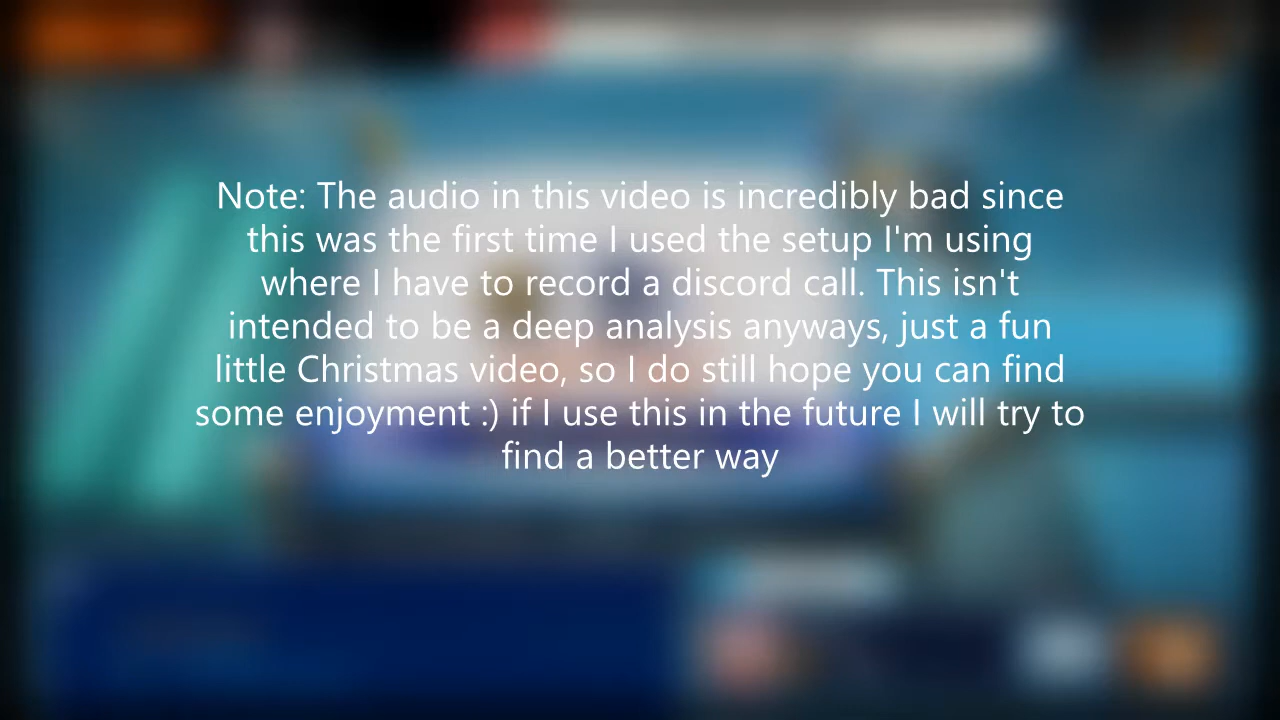 Note: The audio in this video is incredibly bad since
this was the first time I used the setup I'm using
where I have to record a discord call. This isn't
intended to be a deep analysis anyways, just a fun
little Christmas video, so I do still hope you can find
some enjoyment :) if I use this in the future I will try to
find a better way